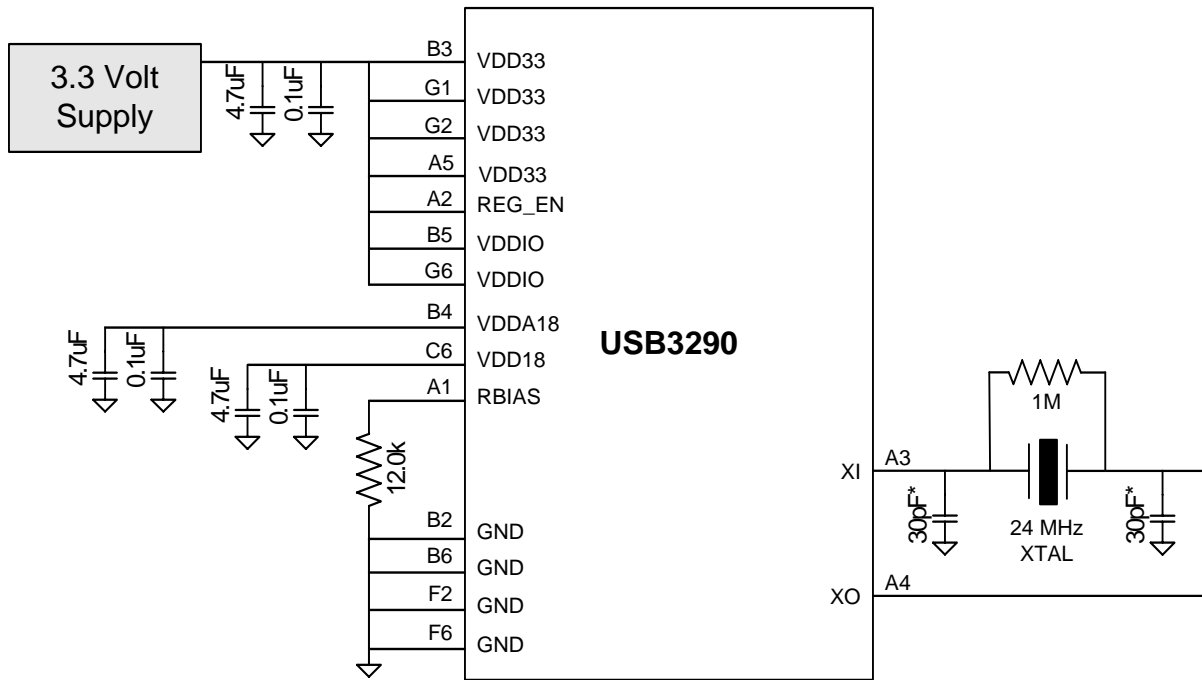 3.3 Volt
Supply
4.7uF
0.1uF
B3
VDD33
G1
VDD33
G2
VDD33
A5
VDD33
A2
REG_EN
B5
VDDIO
G6
VDDIO
B4
VDDA18
4.7uF
0.1uF
C6
VDD18
4.7uF
0.1uF
A1
RBIAS
12.0k
B2
GND
B6
GND
F2
GND
F6
GND
USB3290
1M
XI
A3
30pF*
24 MHz
XTAL
30pF*
XO
A4